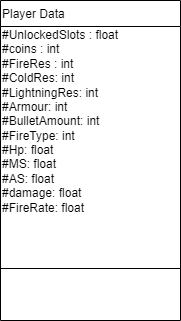 Player Data
#UnlockedSlots : float
#coins : int
#FireRes : int
#ColdRes: int
#LightningRes: int
#Armour: int
#BulletAmount: int
#FireType: int
#Hp: float
#MS: float
#AS: float
#damage: float
#FireRate: float